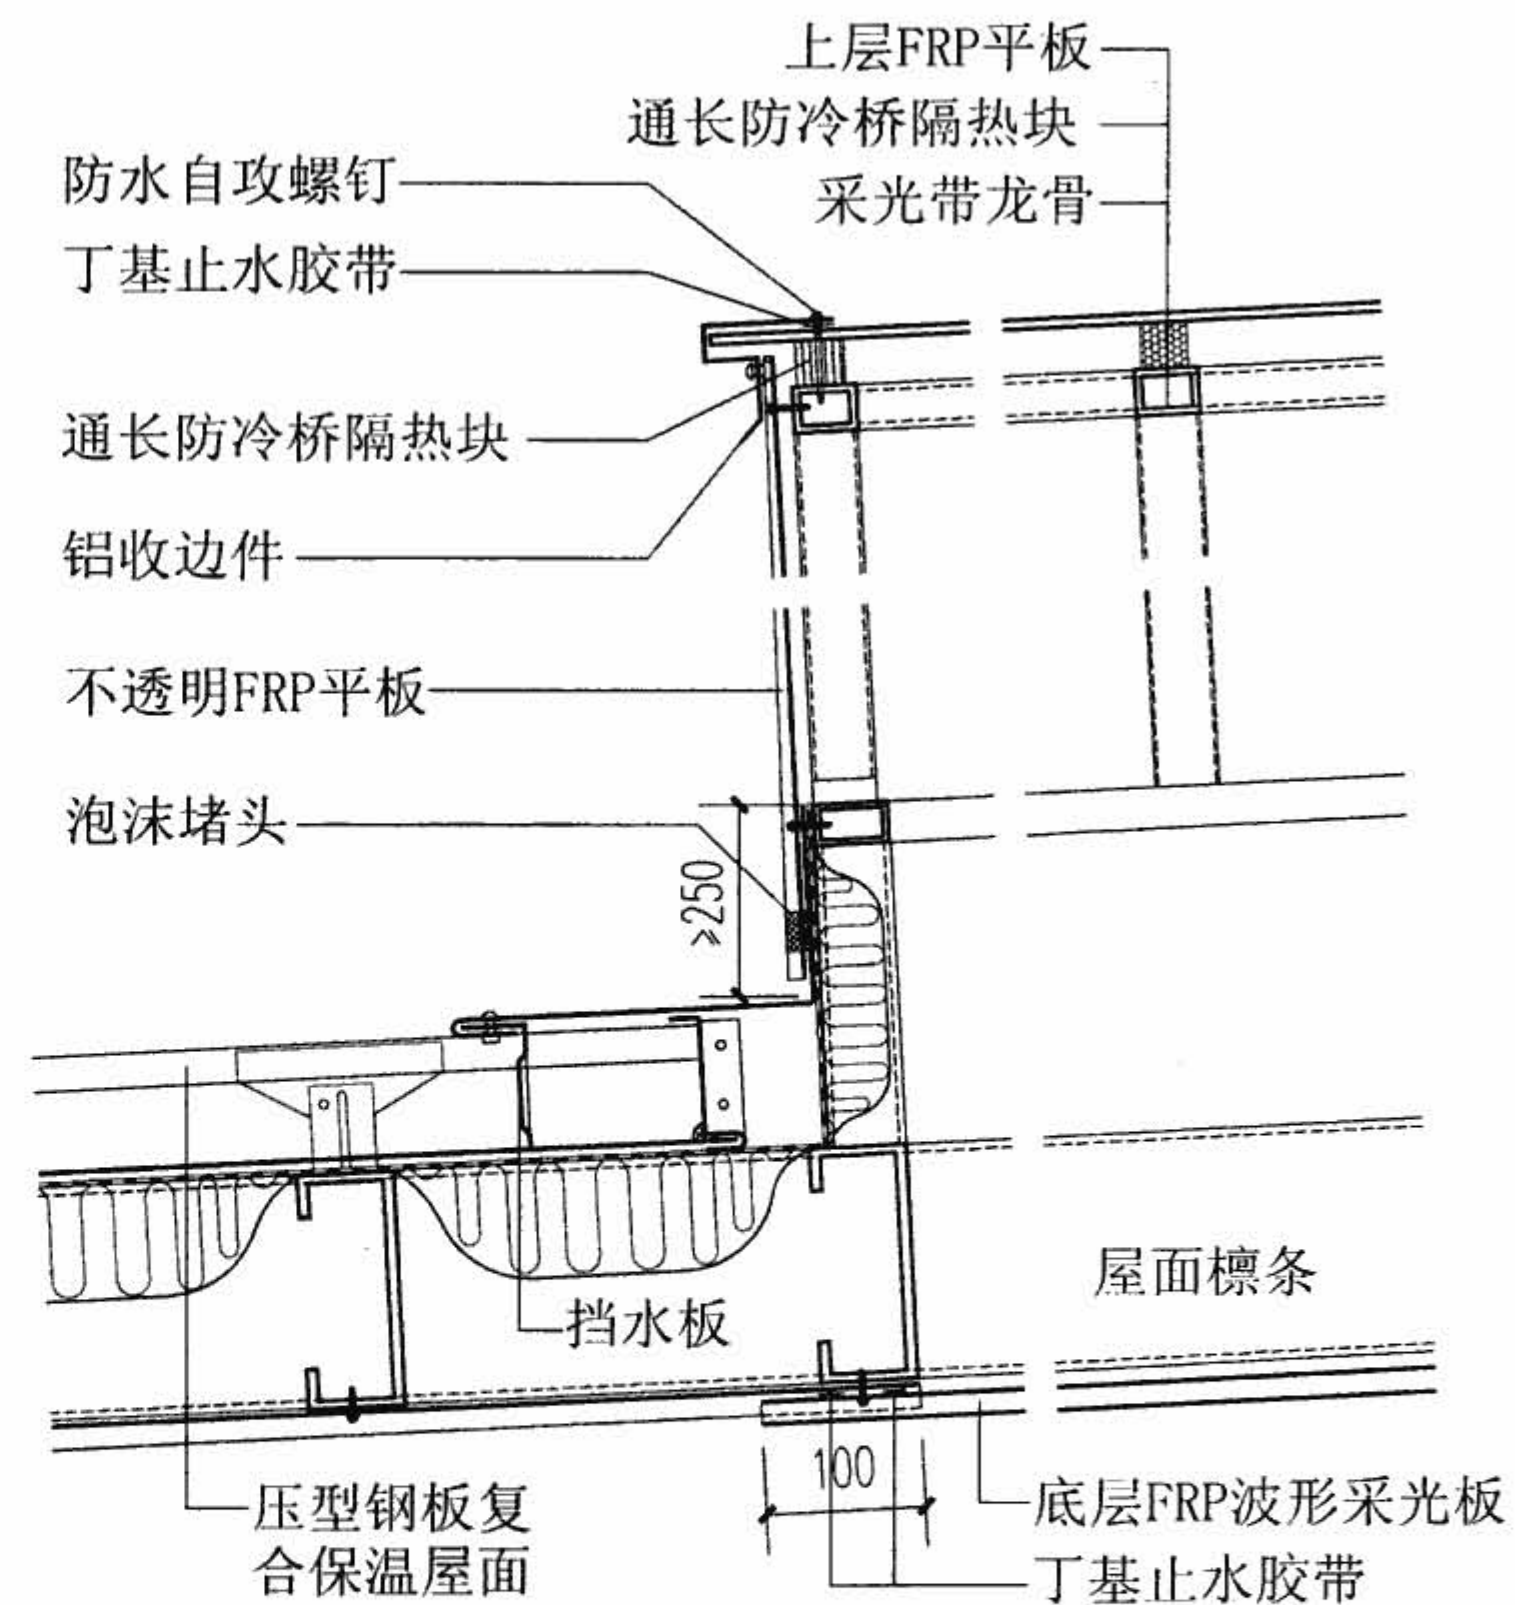 上层FRP平板
通长防冷桥隔热块
采光带龙骨
防水自攻螺钉
丁基止水胶带
通长防冷桥隔热块
铝收边件
不透明FRP平板
泡沫堵头
≥250
屋面檩条
挡水板
100
压型钢板复
合保温屋面
底层FRP波形采光板
丁基止水胶带